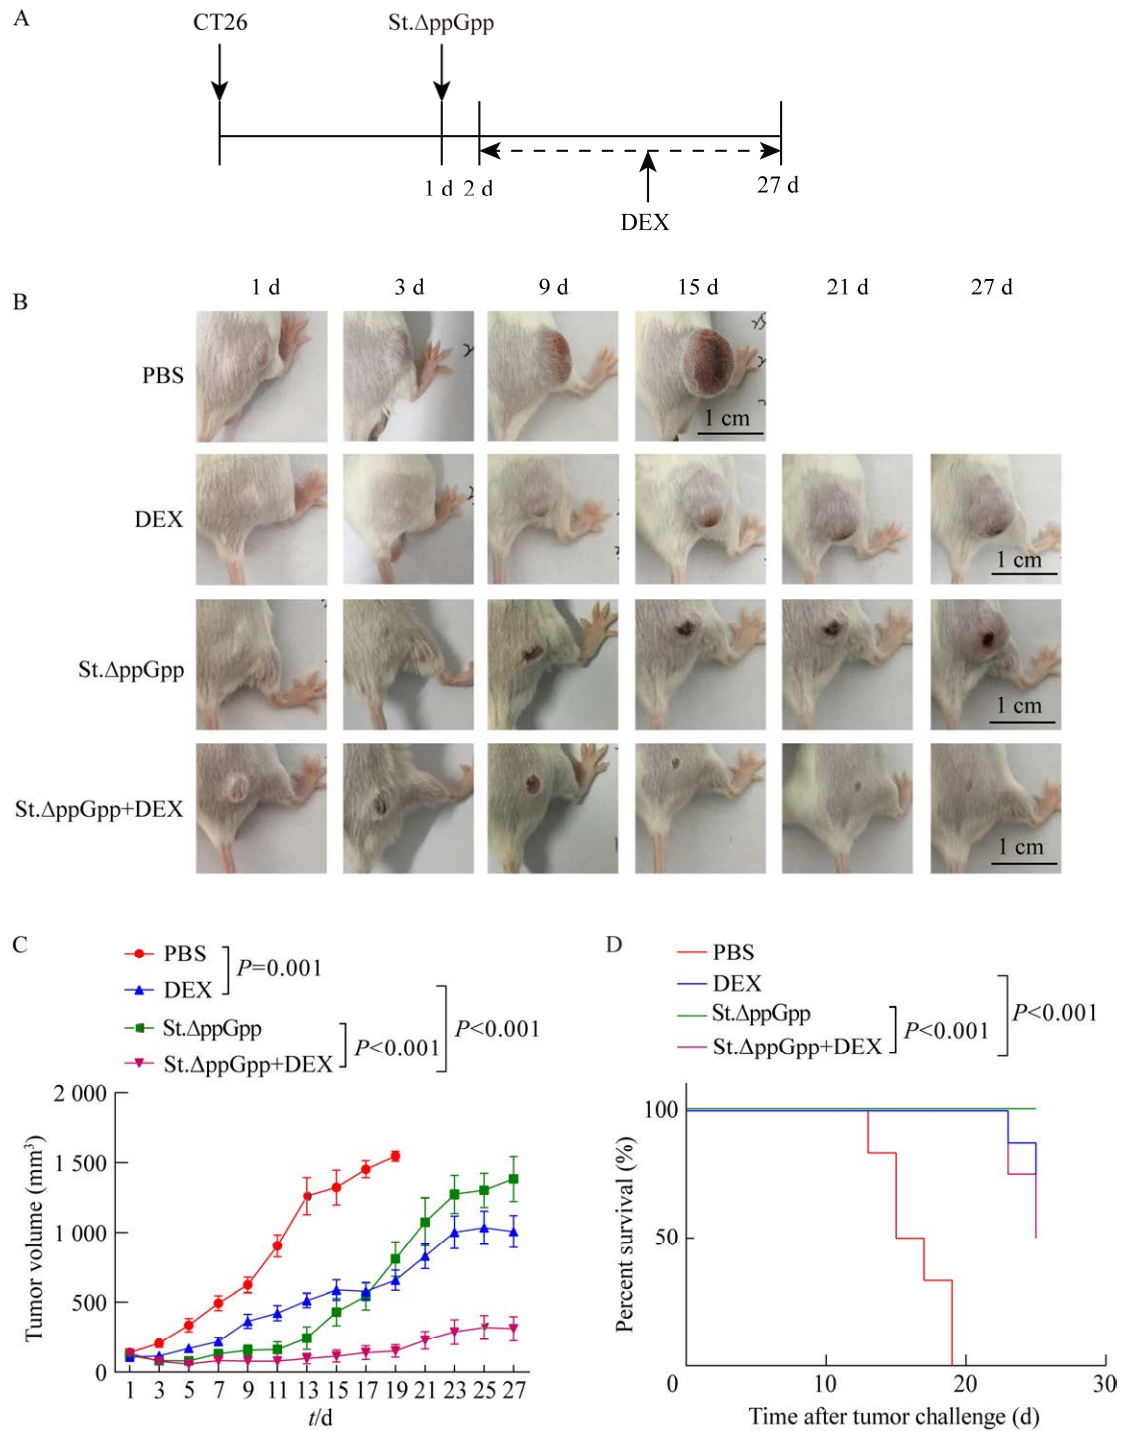 A
CT26
St.ΔppGpp
1 d 2 d
27 d
DEX
B
1 d
3 d
9 d
15 d
21 d
27 d
PBS
1 cm
DEX
1 cm
St.ΔppGpp
1 cm
St.ΔppGpp+DEX
1 cm
C
PBS
DEX
P=0.001
St.ΔppGpp
St.ΔppGpp+DEX
P<0.001
P<0.001
Tumor volume (mm³)
2 000
1 500
1 000
500
0
1 3 5 7 9 11 13 15 17 19 21 23 25 27
t/d
D
PBS
DEX
St.ΔppGpp
St.ΔppGpp+DEX
P<0.001
P<0.001
Percent survival (%)
100
50
0 10 20 30
Time after tumor challenge (d)